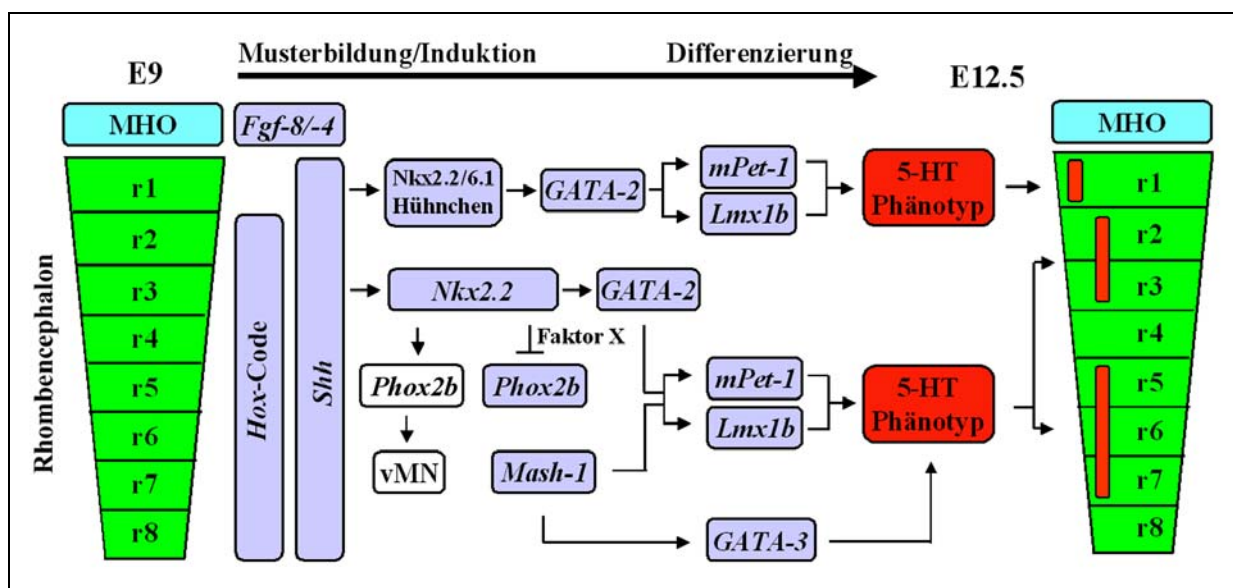 Musterbildung/Induktion
Differenzierung
E9
E12.5
MHO
Fgf-8/-4
MHO
Rhombencephalon
r1
r2
r3
r4
r5
r6
r7
r8
Hox-Code
Shh
Nkx2.2/6.1
Hühnchen
GATA-2
mPet-1
Lmx1b
5-HT
Phänotyp
Nkx2.2
GATA-2
Faktor X
Phox2b
Phox2b
vMN
Mash-1
mPet-1
Lmx1b
5-HT
Phänotyp
GATA-3
r1
r2
r3
r4
r5
r6
r7
r8